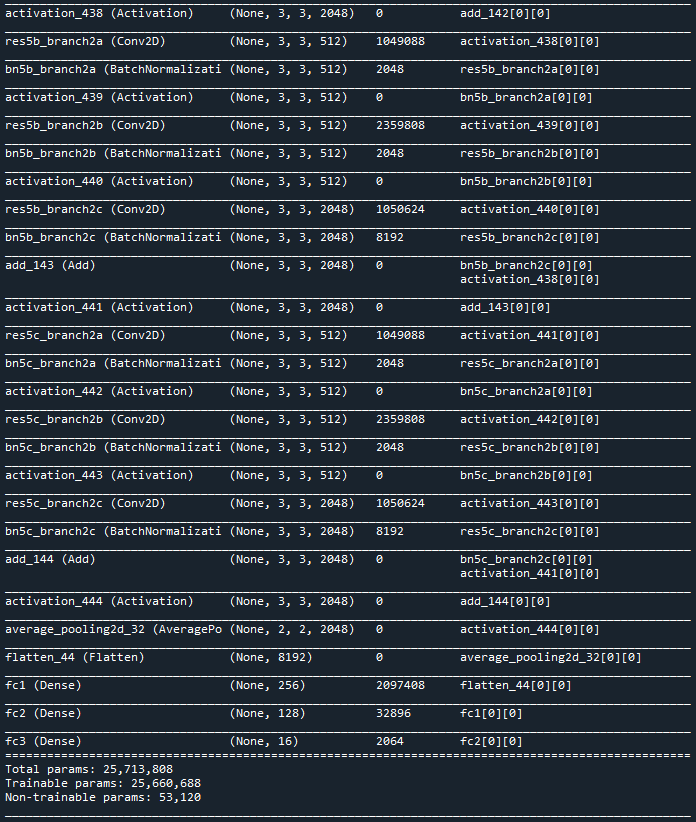 activation_438 (Activation) (None, 3, 3, 2048) 0 add_142[0][0]
res5b_branch2a (Conv2D) (None, 3, 3, 512) 1049088 activation_438[0][0]
bn5b_branch2a (BatchNormalizati (None, 3, 3, 512) 2048 res5b_branch2a[0][0]
activation_439 (Activation) (None, 3, 3, 512) 0 bn5b_branch2a[0][0]
res5b_branch2b (Conv2D) (None, 3, 3, 512) 2359808 activation_439[0][0]
bn5b_branch2b (BatchNormalizati (None, 3, 3, 512) 2048 res5b_branch2b[0][0]
activation_440 (Activation) (None, 3, 3, 512) 0 bn5b_branch2b[0][0]
res5b_branch2c (Conv2D) (None, 3, 3, 2048) 1050624 activation_440[0][0]
bn5b_branch2c (BatchNormalizati (None, 3, 3, 2048) 8192 res5b_branch2c[0][0]
add_143 (Add) (None, 3, 3, 2048) 0 bn5b_branch2c[0][0]
activation_438[0][0]
activation_441 (Activation) (None, 3, 3, 2048) 0 add_143[0][0]
res5c_branch2a (Conv2D) (None, 3, 3, 512) 1049088 activation_441[0][0]
bn5c_branch2a (BatchNormalizati (None, 3, 3, 512) 2048 res5c_branch2a[0][0]
activation_442 (Activation) (None, 3, 3, 512) 0 bn5c_branch2a[0][0]
res5c_branch2b (Conv2D) (None, 3, 3, 512) 2359808 activation_442[0][0]
bn5c_branch2b (BatchNormalizati (None, 3, 3, 512) 2048 res5c_branch2b[0][0]
activation_443 (Activation) (None, 3, 3, 512) 0 bn5c_branch2b[0][0]
res5c_branch2c (Conv2D) (None, 3, 3, 2048) 1050624 activation_443[0][0]
bn5c_branch2c (BatchNormalizati (None, 3, 3, 2048) 8192 res5c_branch2c[0][0]
add_144 (Add) (None, 3, 3, 2048) 0 bn5c_branch2c[0][0]
activation_441[0][0]
activation_444 (Activation) (None, 3, 3, 2048) 0 add_144[0][0]
average_pooling2d_32 (AveragePo (None, 2, 2, 2048) 0 activation_444[0][0]
flatten_44 (Flatten) (None, 8192) 0 average_pooling2d_32[0][0]
fc1 (Dense) (None, 256) 2097408 flatten_44[0][0]
fc2 (Dense) (None, 128) 32896 fc1[0][0]
fc3 (Dense) (None, 16) 2064 fc2[0][0]
Total params: 25,713,808
Trainable params: 25,660,688
Non-trainable params: 53,120